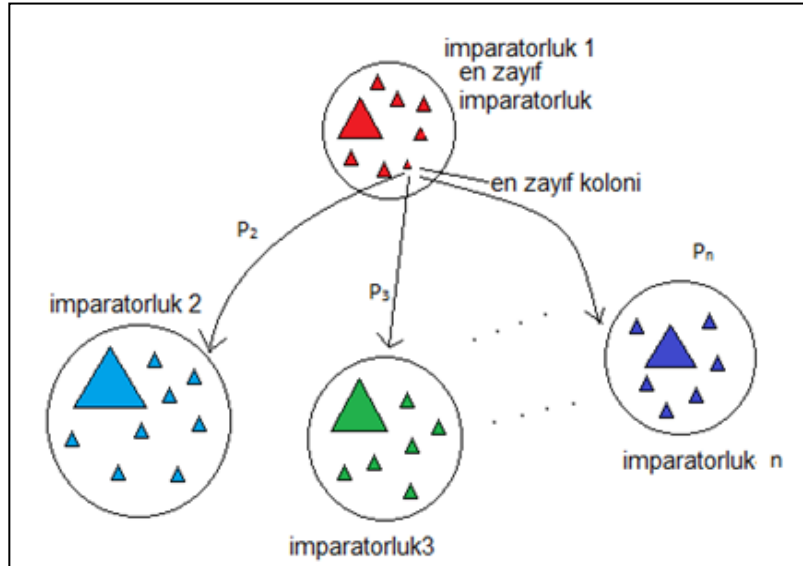 imparatorluk 1
en zayıf
imparatorluk
en zayıf koloni
P2
P3
Pn
imparatorluk 2
imparatorluk3
imparatorluk n